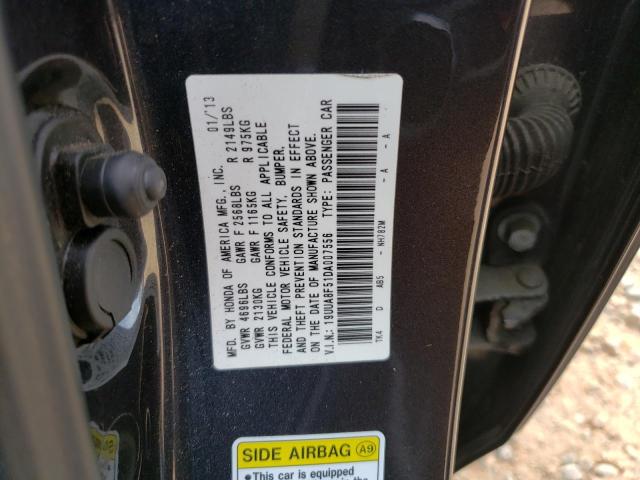 MFD. BY HONDA OF AMERICA MFG., INC. 01/'13
GVWR 4696LBS GAWR F 2568LBS R 2149LBS
GVWR 2130KG GAWR F 1165KG R 975KG
THIS VEHICLE CONFORMS TO ALL APPLICABLE
FEDERAL MOTOR VEHICLE SAFETY, BUMPER,
AND THEFT PREVENTION STANDARDS IN EFFECT
ON THE DATE OF MANUFACTURE SHOWN ABOVE.
V.I.N.: 19UUA8F51DA007556 TYPE: PASSENGER CAR
TK4 D AB5 - NH782M - A - A
SIDE AIRBAG A9
• This car is equipped